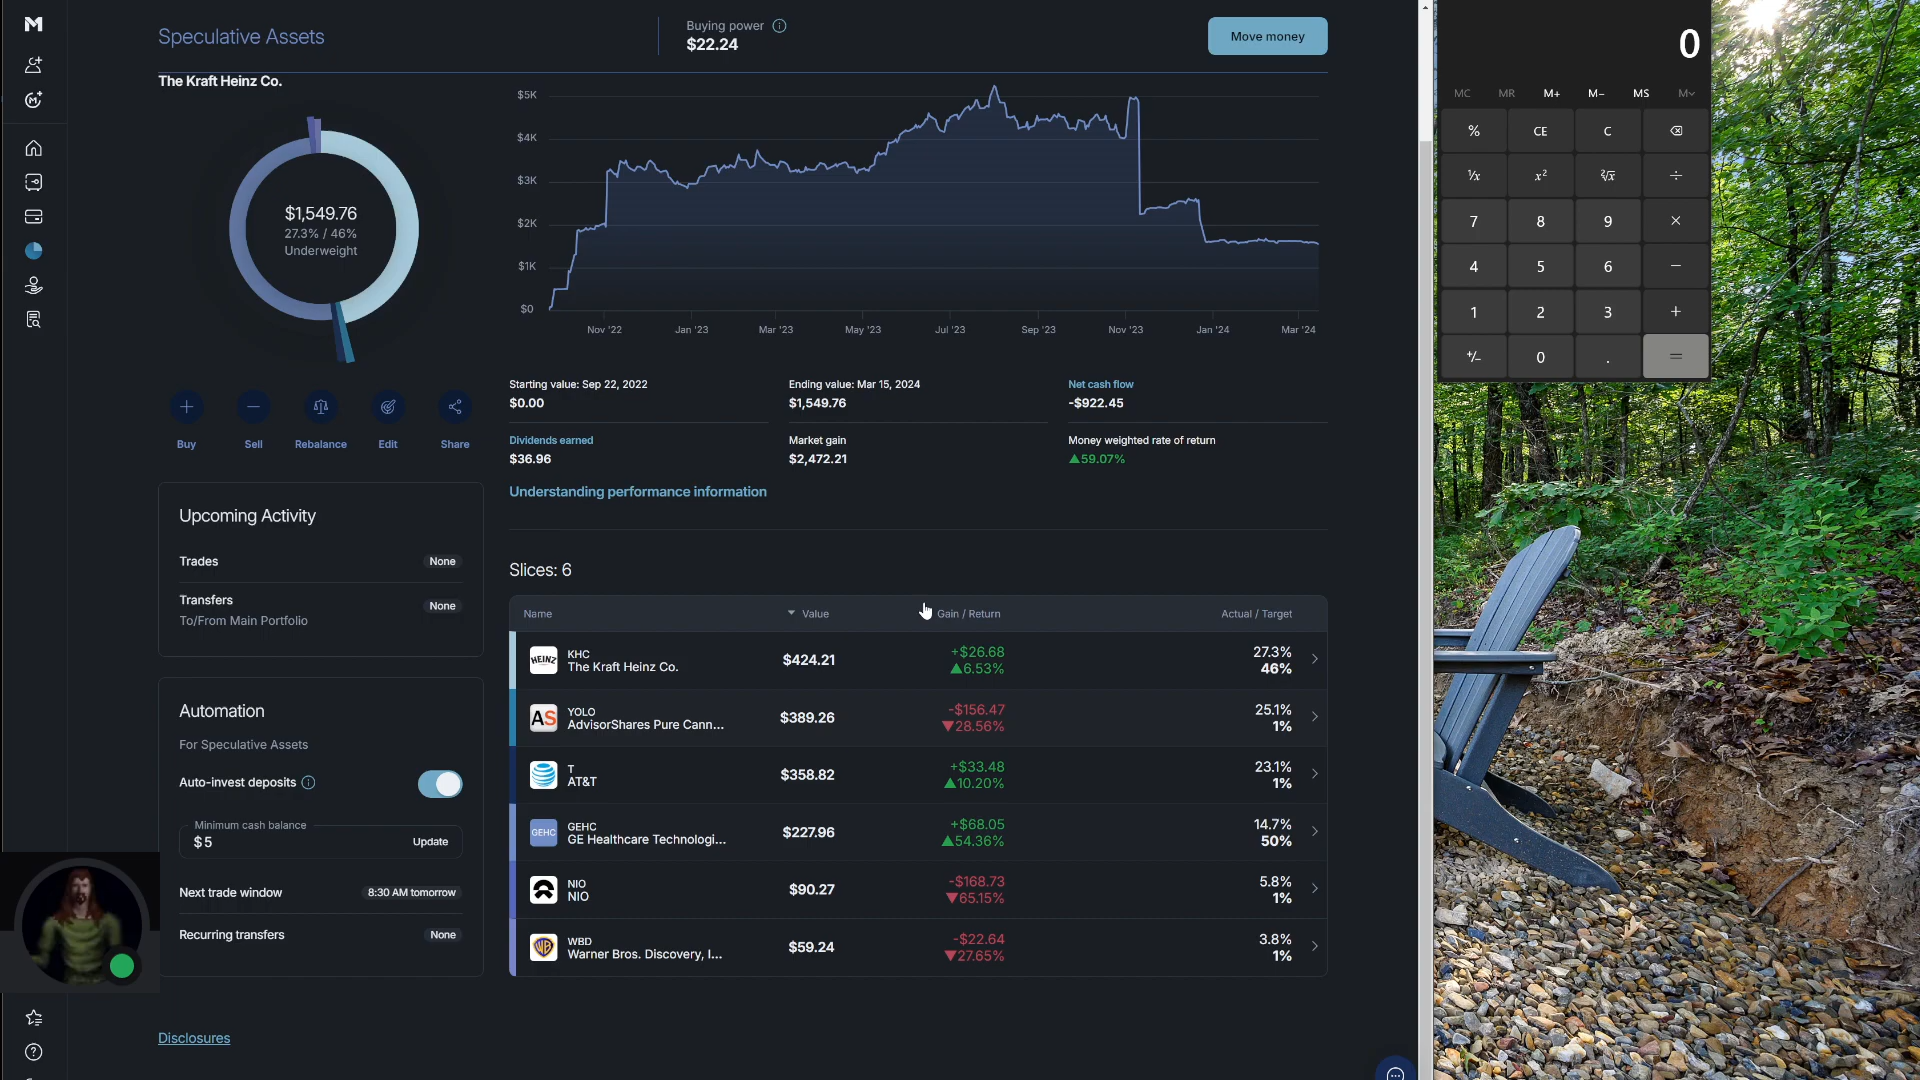 Speculative Assets
Buying power
$22.24
Move money
The Kraft Heinz Co.
$1,549.76
27.3% / 46%
Underweight
$5K
$4K
$3K
$2K
$1K
$0
Nov '22
Jan '23
Mar '23
May '23
Jul '23
Sep '23
Nov '23
Jan '24
Mar '24
Buy
Sell
Rebalance
Edit
Share
Starting value: Sep 22, 2022
$0.00
Ending value: Mar 15, 2024
$1,549.76
Net cash flow
-$922.45
Dividends earned
$36.96
Market gain
$2,472.21
Money weighted rate of return
▲59.07%
Understanding performance information
Upcoming Activity
Trades
None
Transfers
To/From Main Portfolio
None
Automation
For Speculative Assets
Auto-invest deposits
Minimum cash balance
$5
Update
Next trade window
8:30 AM tomorrow
Recurring transfers
None
Slices: 6
Name
Value
Gain / Return
Actual / Target
HEINZ
KHC
The Kraft Heinz Co.
$424.21
+$26.68
▲6.53%
27.3%
46%
AS
YOLO
AdvisorShares Pure Cann...
$389.26
-$156.47
▼28.56%
25.1%
1%
T
AT&T
$358.82
+$33.48
▲10.20%
23.1%
1%
GEHC
GEHC
GE Healthcare Technologi...
$227.96
+$68.05
▲54.36%
14.7%
50%
NIO
NIO
$90.27
-$168.73
▼65.15%
5.8%
1%
WB
WBD
Warner Bros. Discovery, I...
$59.24
-$22.64
▼27.65%
3.8%
1%
Disclosures
0
MC MR M+ M− MS M˅
% CE C ⌫
¹/x x² ²√x ÷
7 8 9 ×
4 5 6 −
1 2 3 +
+/− 0 . =